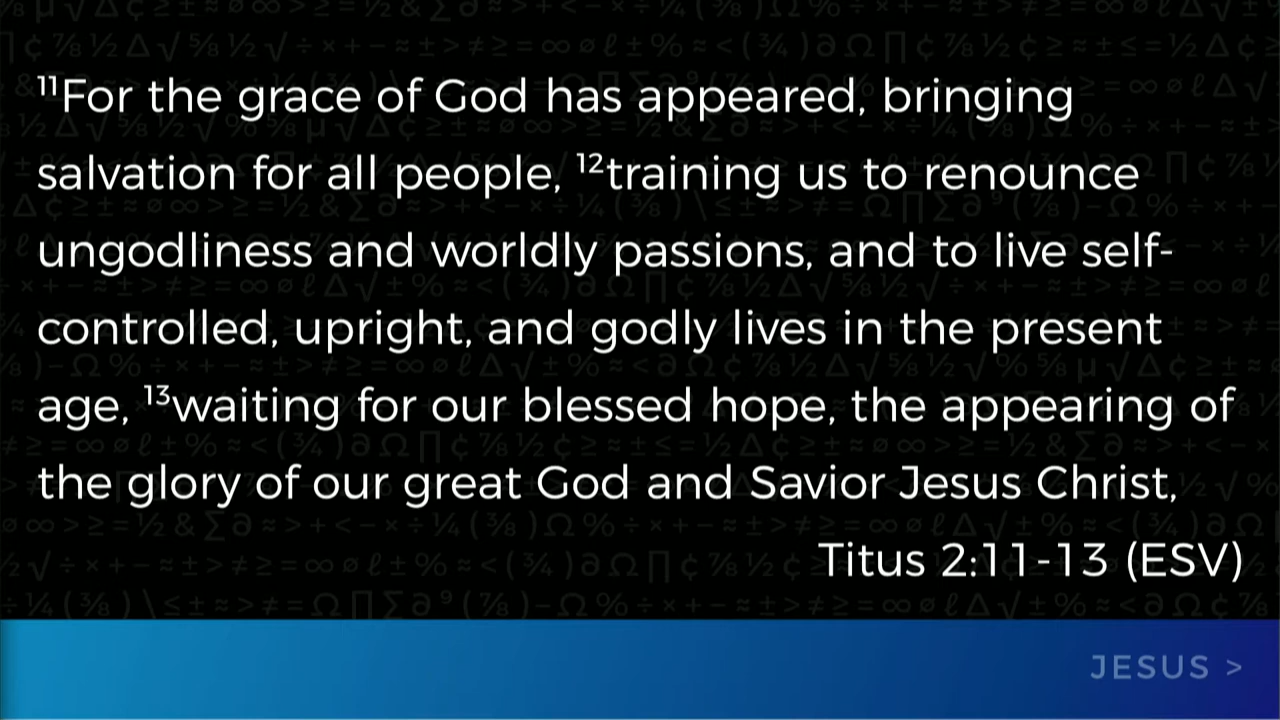 ¹¹For the grace of God has appeared, bringing
salvation for all people, ¹²training us to renounce
ungodliness and worldly passions, and to live self-
controlled, upright, and godly lives in the present
age, ¹³waiting for our blessed hope, the appearing of
the glory of our great God and Savior Jesus Christ,
Titus 2:11-13 (ESV)
JESUS >